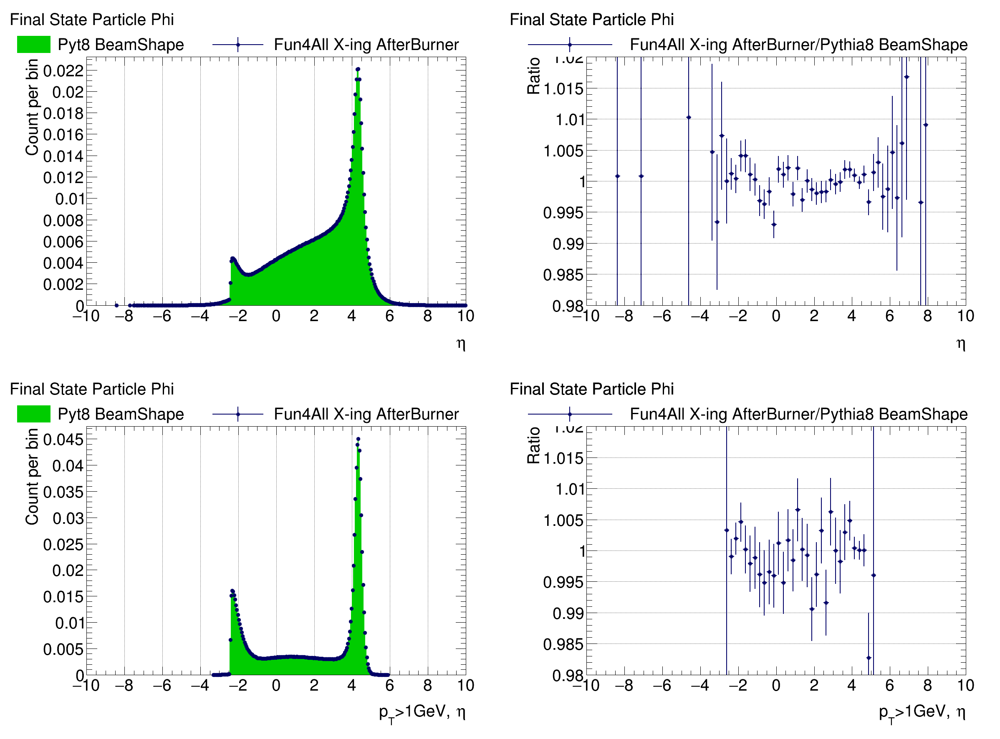 Final State Particle Phi
Pyt8 BeamShape
Fun4All X-ing AfterBurner
Count per bin
0.022
0.02
0.018
0.016
0.014
0.012
0.01
0.008
0.006
0.004
0.002
0
−10 −8 −6 −4 −2 0 2 4 6 8 10
η
Final State Particle Phi
Fun4All X-ing AfterBurner/Pythia8 BeamShape
Ratio
1.02
1.015
1.01
1.005
1
0.995
0.99
0.985
0.98
−10 −8 −6 −4 −2 0 2 4 6 8 10
η
Final State Particle Phi
Pyt8 BeamShape
Fun4All X-ing AfterBurner
Count per bin
0.045
0.04
0.035
0.03
0.025
0.02
0.015
0.01
0.005
0
−10 −8 −6 −4 −2 0 2 4 6 8 10
p_T>1GeV, η
Final State Particle Phi
Fun4All X-ing AfterBurner/Pythia8 BeamShape
Ratio
1.02
1.015
1.01
1.005
1
0.995
0.99
0.985
0.98
−10 −8 −6 −4 −2 0 2 4 6 8 10
p_T>1GeV, η